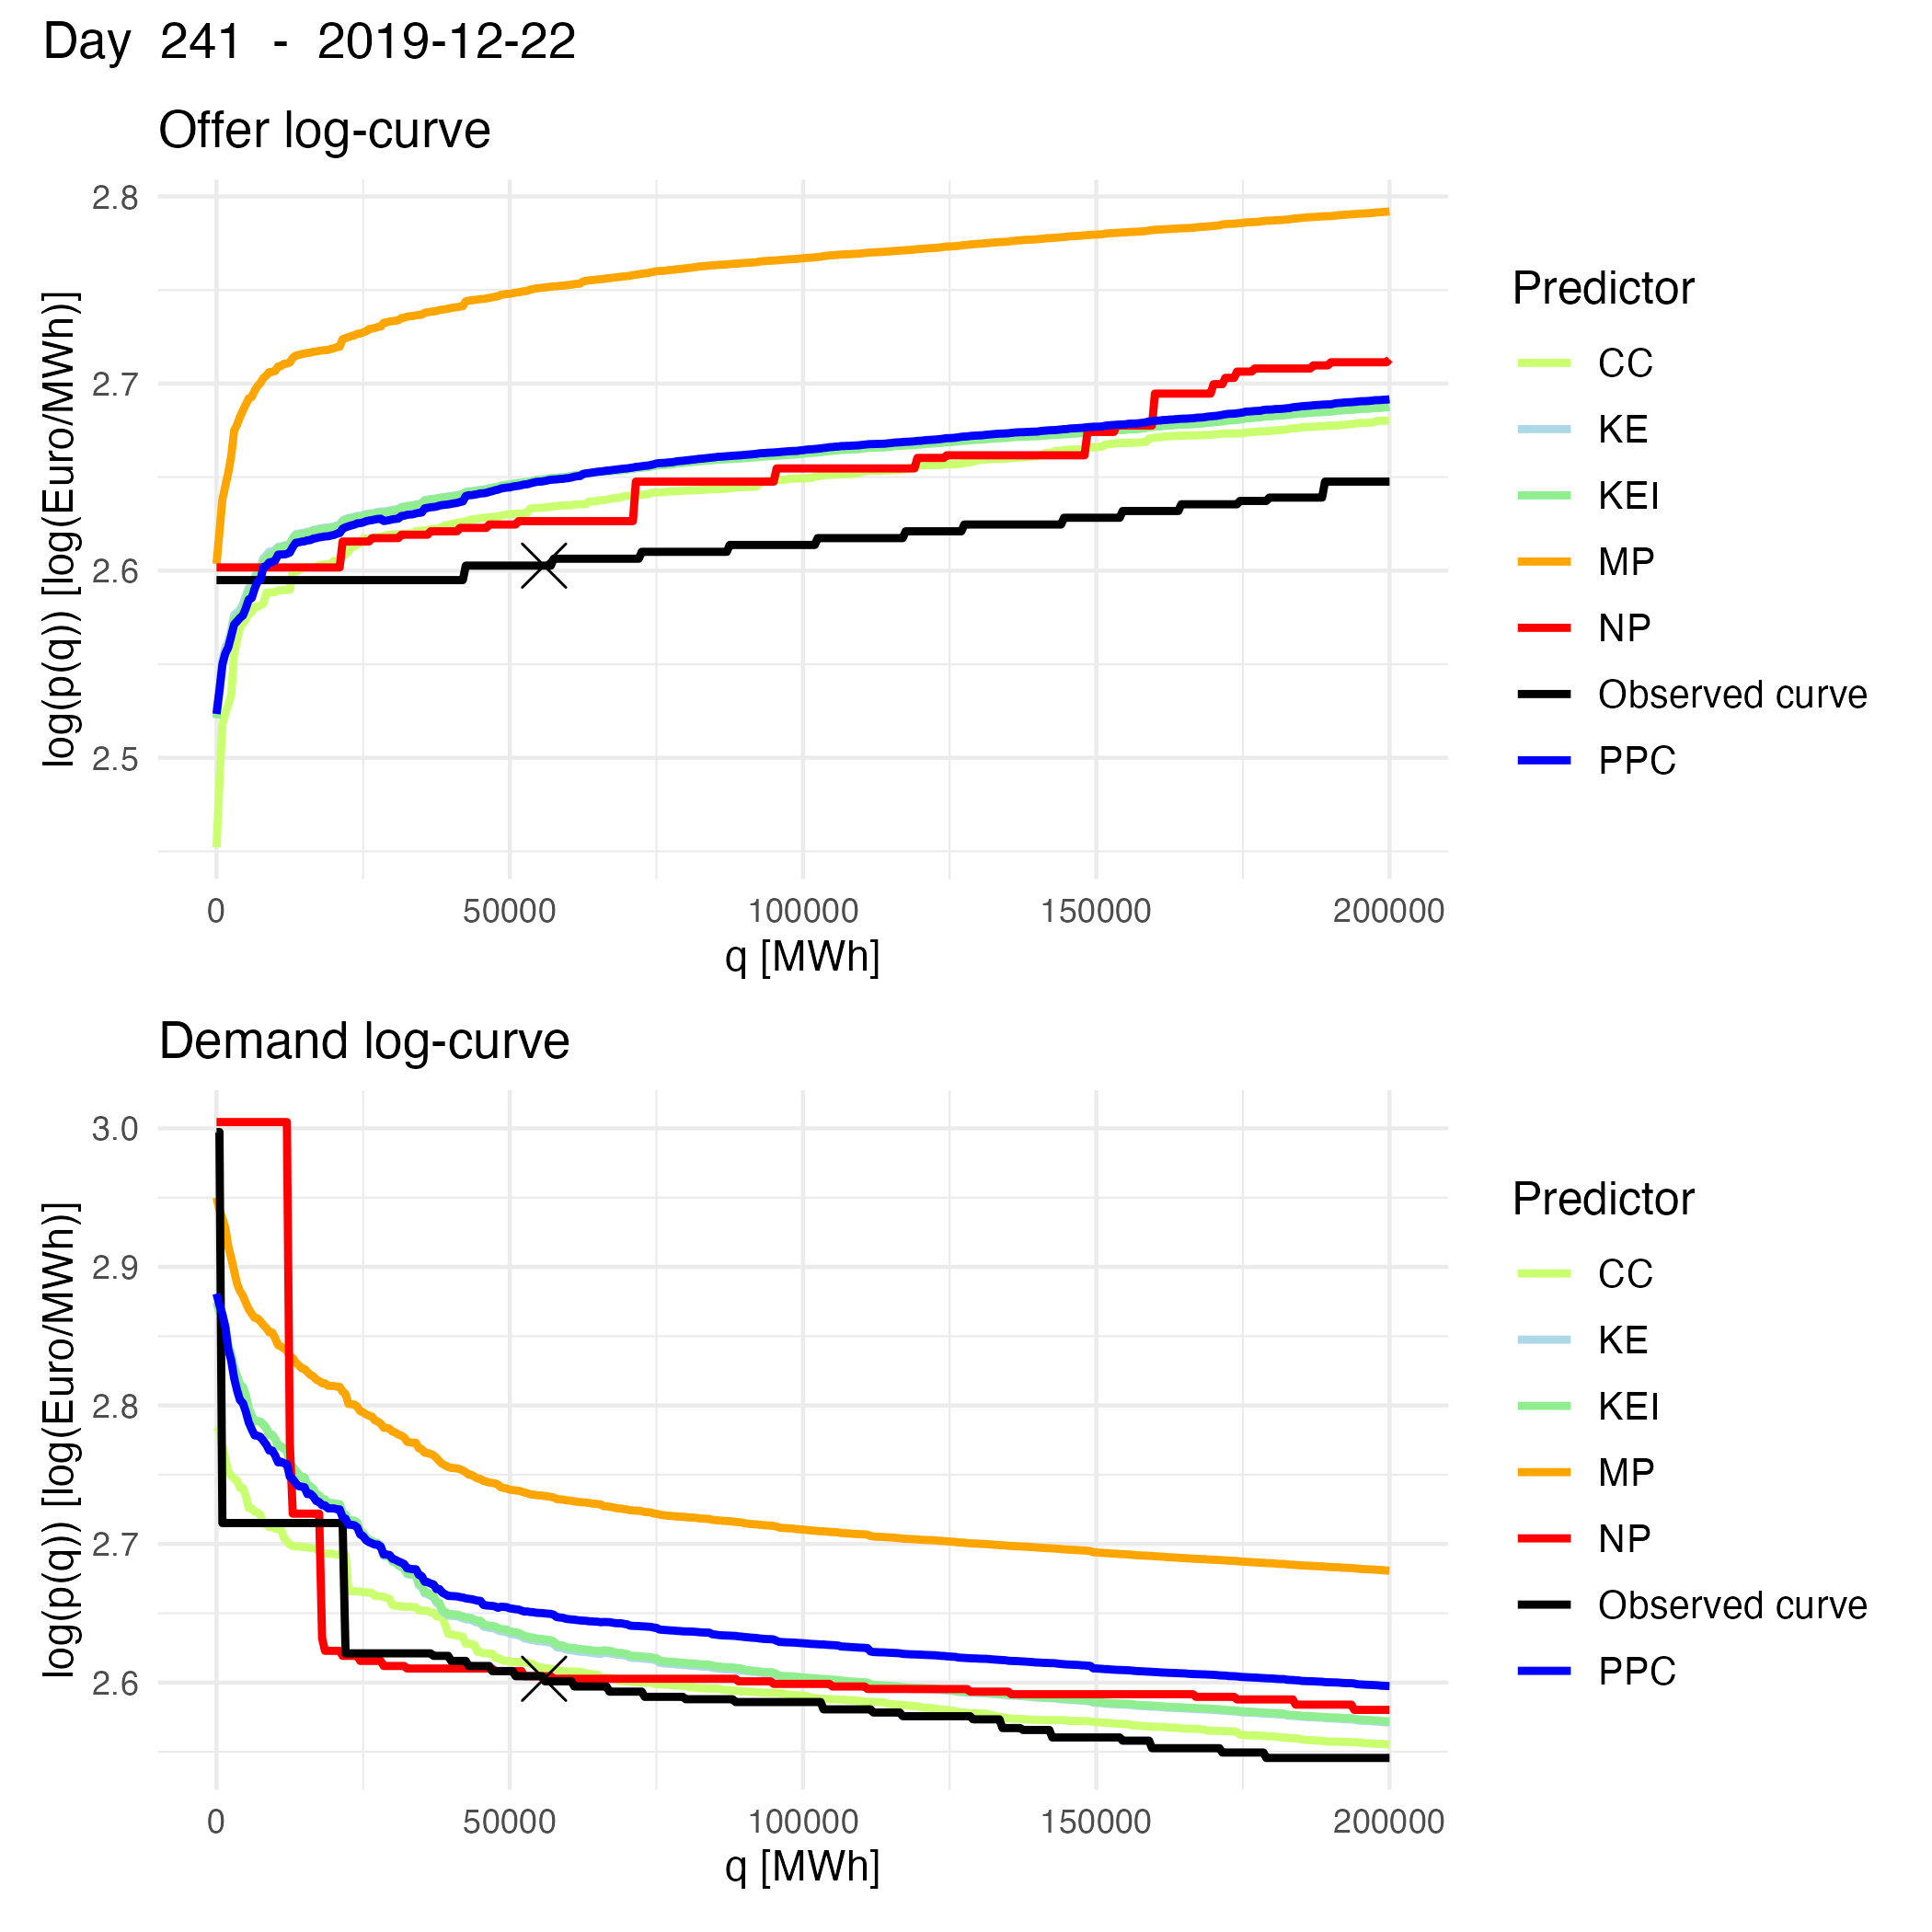 Day  241  -  2019-12-22
Offer log-curve
log(p(q)) [log(Euro/MWh)]
2.8
2.7
2.6
2.5
0
50000
100000
150000
200000
q [MWh]
Predictor
CC
KE
KEI
MP
NP
Observed curve
PPC
Demand log-curve
log(p(q)) [log(Euro/MWh)]
3.0
2.9
2.8
2.7
2.6
0
50000
100000
150000
200000
q [MWh]
Predictor
CC
KE
KEI
MP
NP
Observed curve
PPC